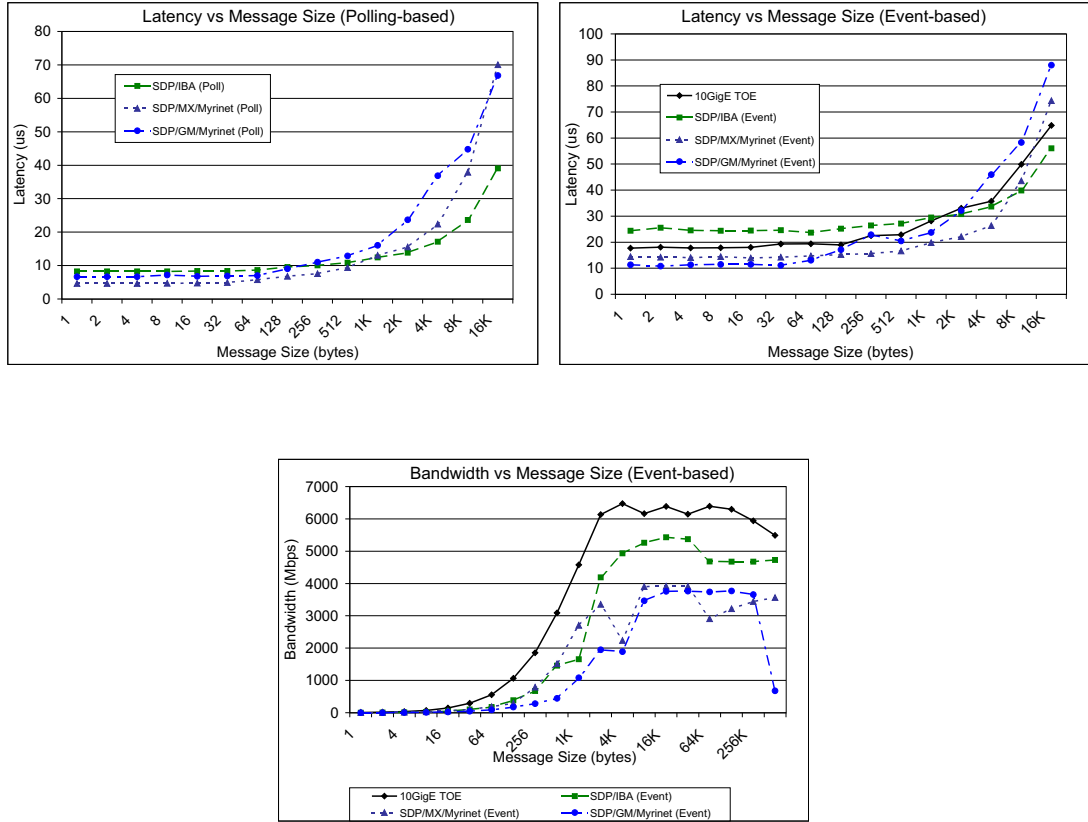 Latency vs Message Size (Polling-based)
80
70
60
50
40
30
20
10
0
Latency (us)
SDP/IBA (Poll)
SDP/MX/Myrinet (Poll)
SDP/GM/Myrinet (Poll)
1 2 4 8 16 32 64 128 256 512 1K 2K 4K 8K 16K
Message Size (bytes)
Latency vs Message Size (Event-based)
100
90
80
70
60
50
40
30
20
10
0
Latency (us)
10GigE TOE
SDP/IBA (Event)
SDP/MX/Myrinet (Event)
SDP/GM/Myrinet (Event)
1 2 4 8 16 32 64 128 256 512 1K 2K 4K 8K 16K
Message Size (bytes)
Bandwidth vs Message Size (Event-based)
7000
6000
5000
4000
3000
2000
1000
0
Bandwidth (Mbps)
1 4 16 64 256 1K 4K 16K 64K 256K
Message Size (bytes)
10GigE TOE SDP/IBA (Event)
SDP/MX/Myrinet (Event) SDP/GM/Myrinet (Event)